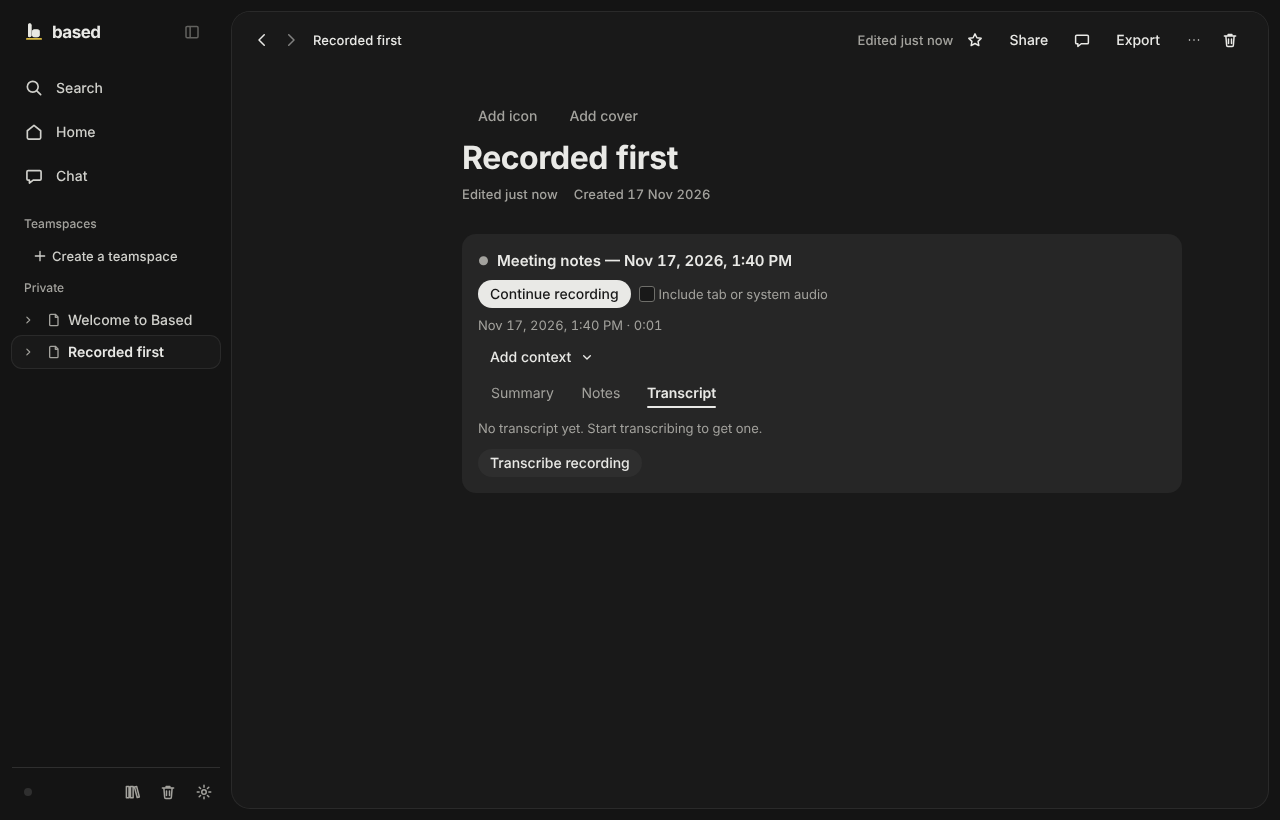 based
Search
Home
Chat
Teamspaces
Create a teamspace
Private
Welcome to Based
Recorded first
Recorded first
Edited just now
Share
Export
Add icon
Add cover
Recorded first
Edited just now
Created 17 Nov 2026
Meeting notes — Nov 17, 2026, 1:40 PM
Continue recording
Include tab or system audio
Nov 17, 2026, 1:40 PM · 0:01
Add context
Summary
Notes
Transcript
No transcript yet. Start transcribing to get one.
Transcribe recording